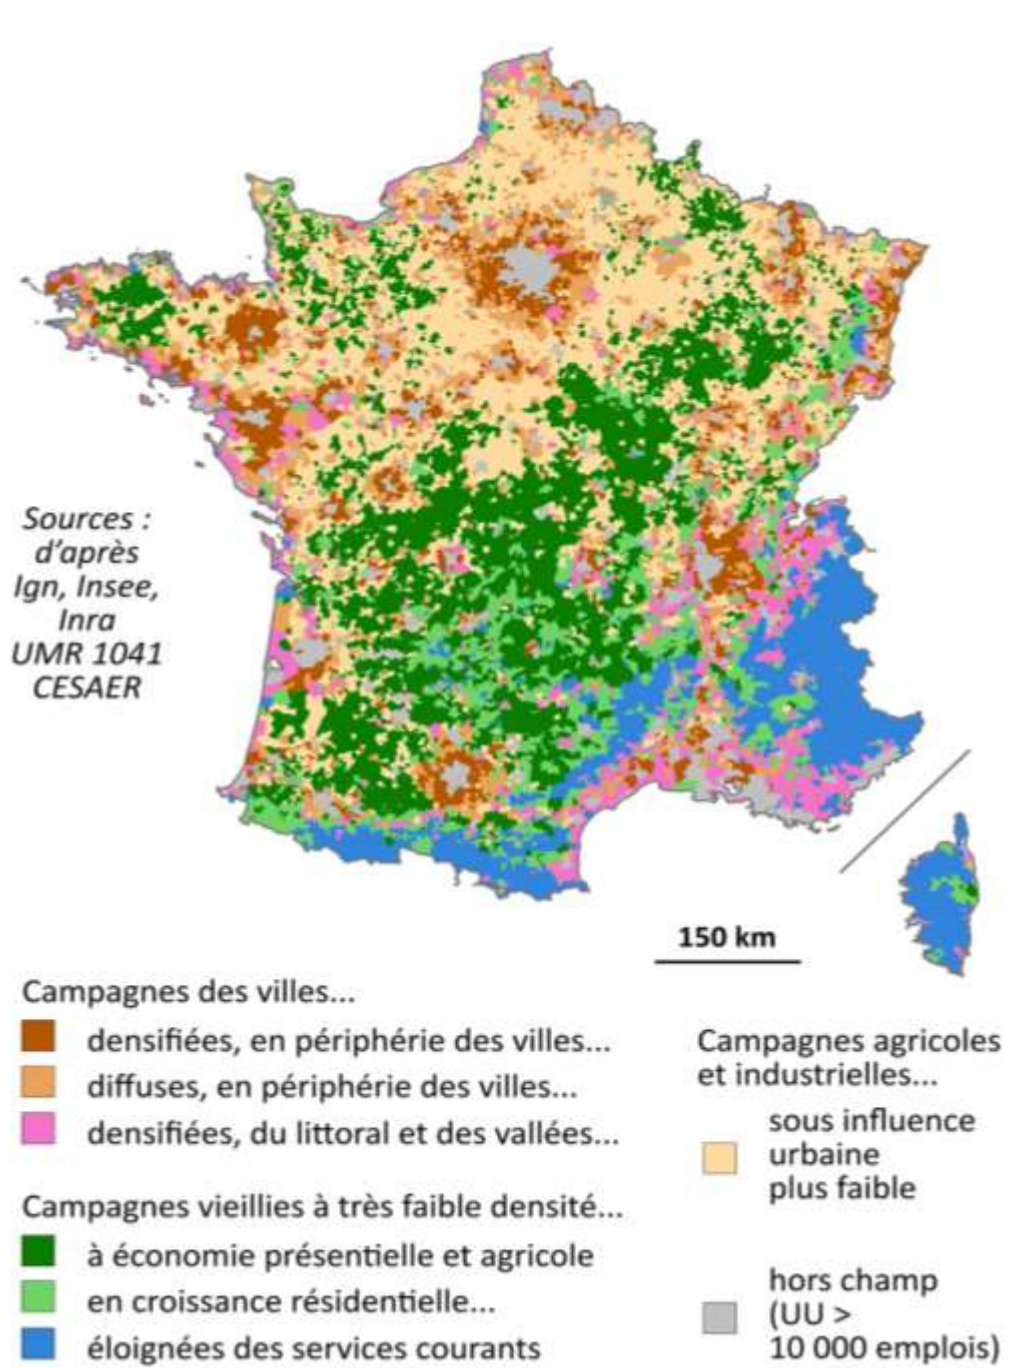 Sources :
d'après
Ign, Insee,
Inra
UMR 1041
CESAER
150 km
Campagnes des villes...
densifiées, en périphérie des villes...
diffuses, en périphérie des villes...
densifiées, du littoral et des vallées...
Campagnes vieillies à très faible densité...
à économie présentielle et agricole
en croissance résidentielle...
éloignées des services courants
Campagnes agricoles
et industrielles...
sous influence
urbaine
plus faible
hors champ
(UU >
10 000 emplois)